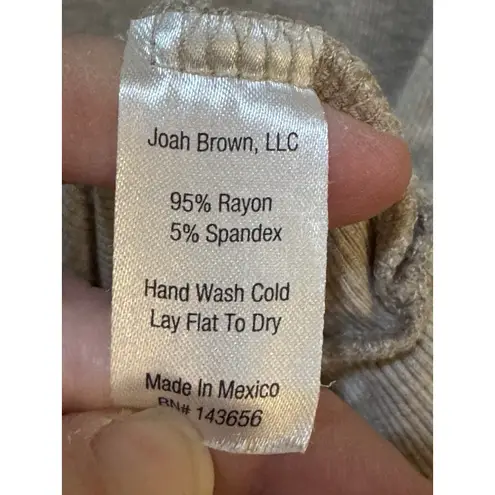 Joah Brown, LLC
95% Rayon
5% Spandex
Hand Wash Cold
Lay Flat To Dry
Made In Mexico
RN# 143656